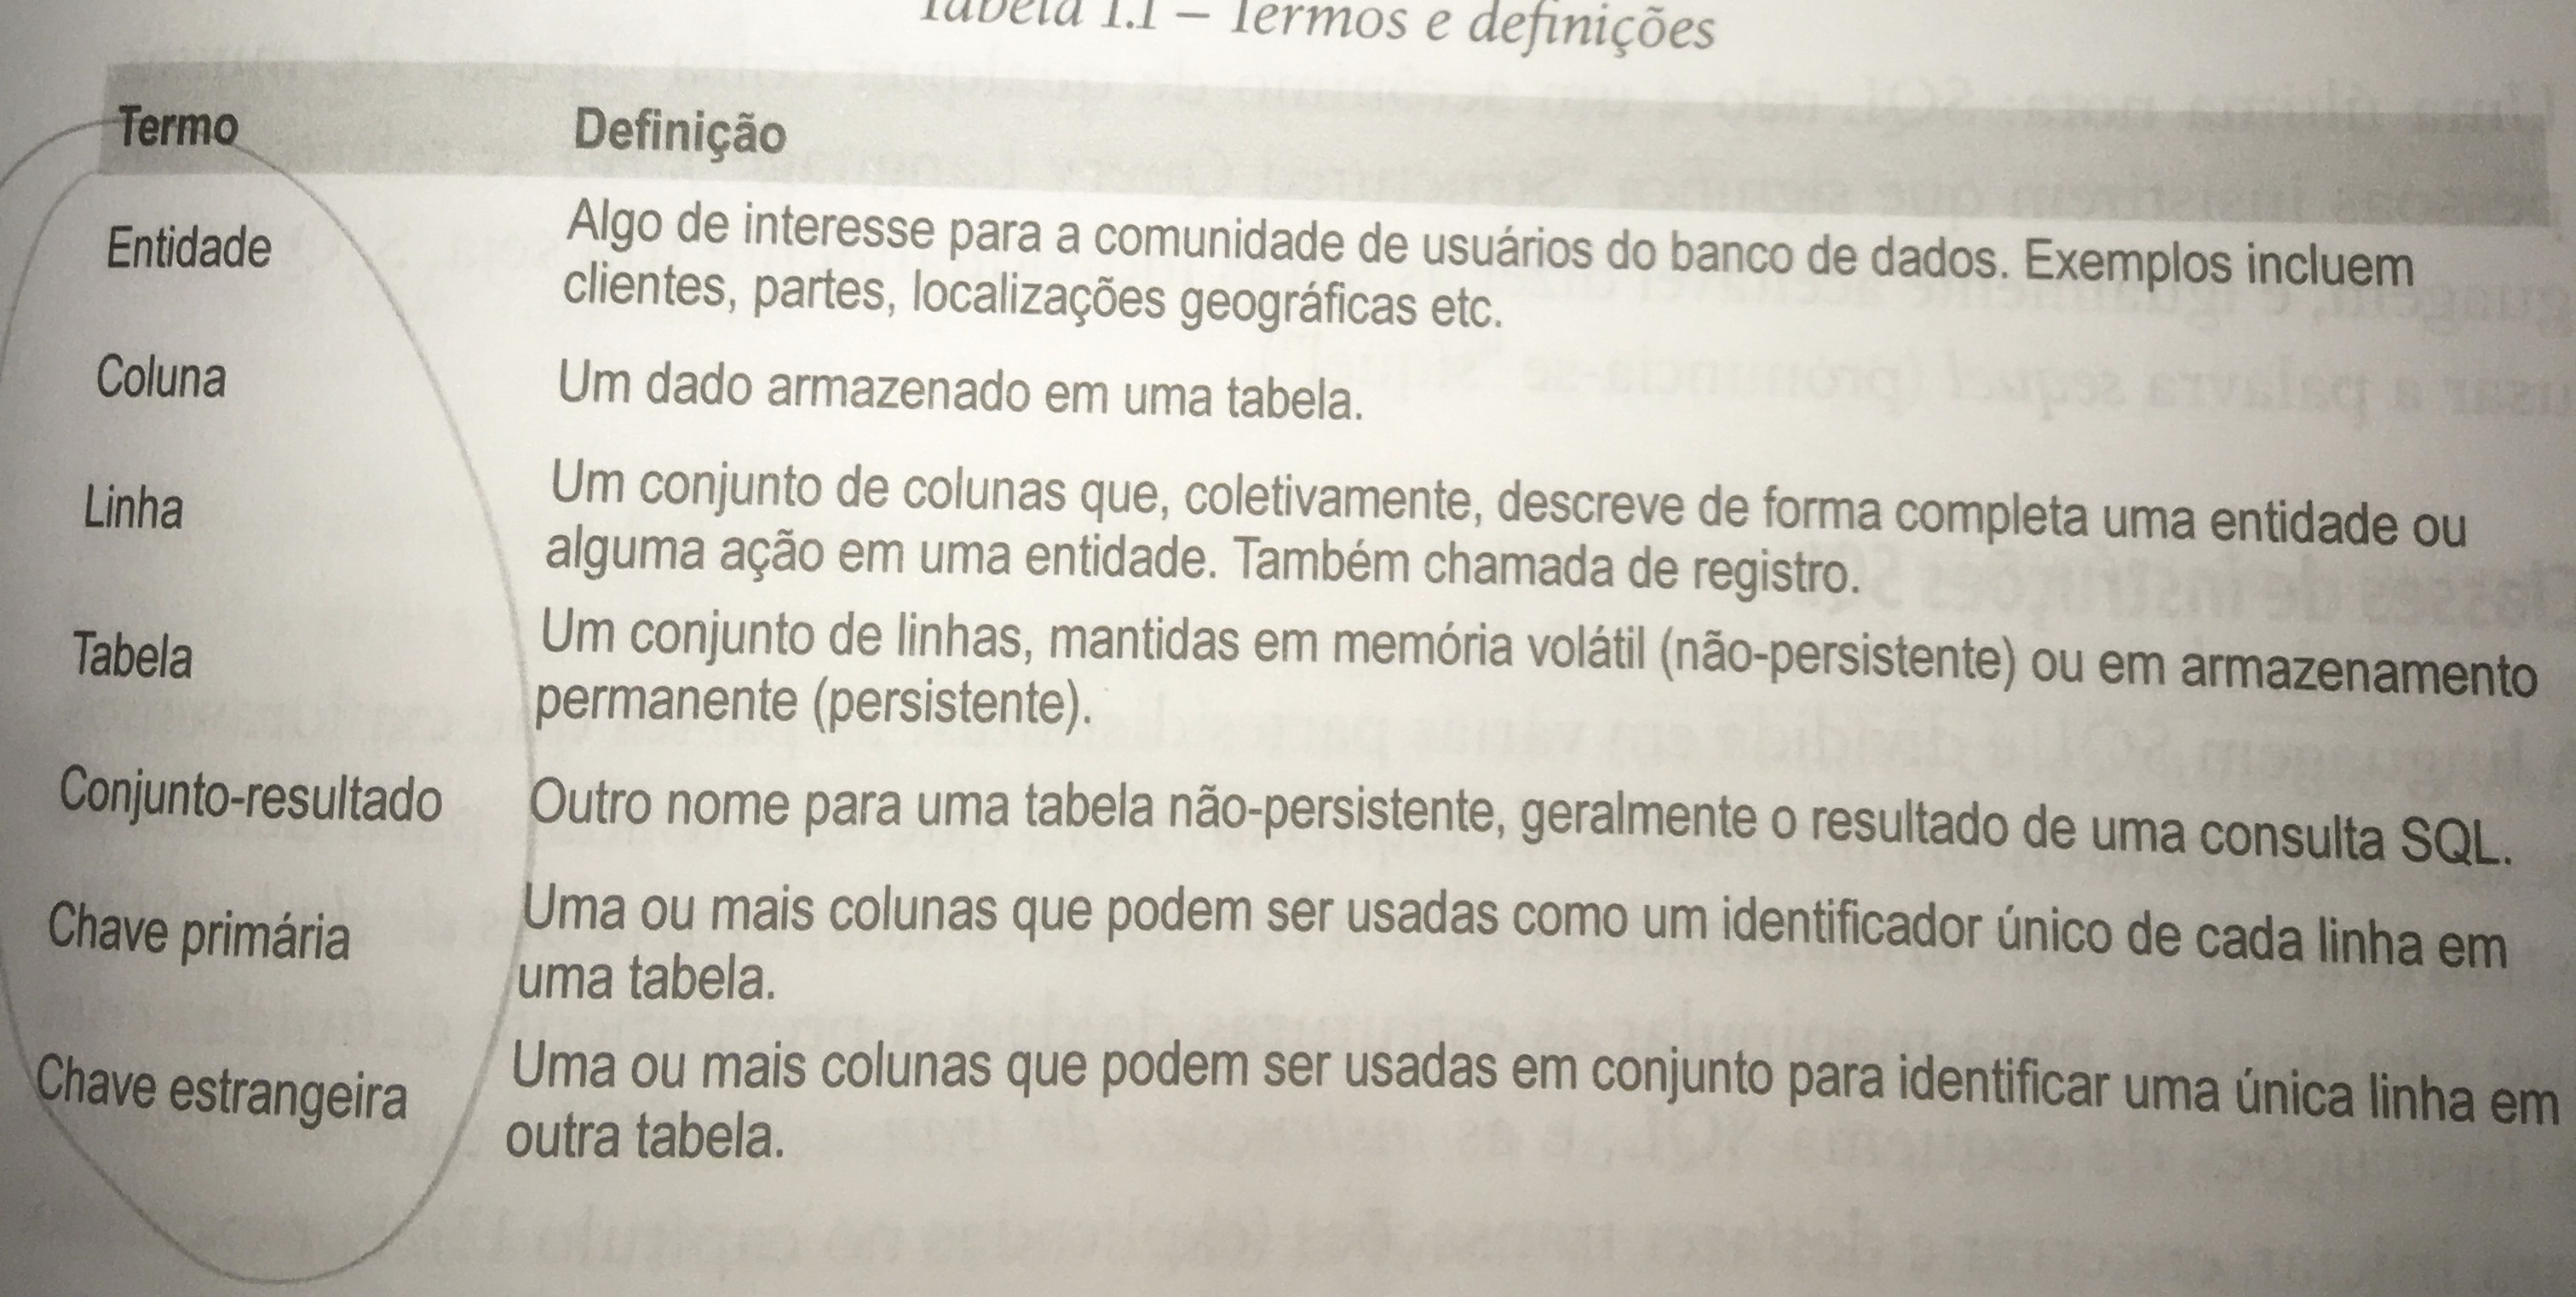 Tabela 1.1 – Termos e definições
Termo Definição
Entidade Algo de interesse para a comunidade de usuários do banco de dados. Exemplos incluem
clientes, partes, localizações geográficas etc.
Coluna Um dado armazenado em uma tabela.
Linha Um conjunto de colunas que, coletivamente, descreve de forma completa uma entidade ou
alguma ação em uma entidade. Também chamada de registro.
Tabela Um conjunto de linhas, mantidas em memória volátil (não-persistente) ou em armazenamento
permanente (persistente).
Conjunto-resultado Outro nome para uma tabela não-persistente, geralmente o resultado de uma consulta SQL.
Chave primária Uma ou mais colunas que podem ser usadas como um identificador único de cada linha em
uma tabela.
Chave estrangeira Uma ou mais colunas que podem ser usadas em conjunto para identificar uma única linha em
outra tabela.